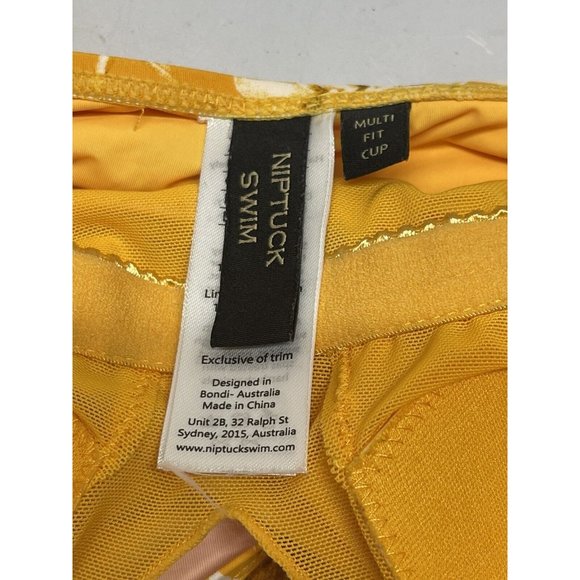 NIPTUCK
SWIM
MULTI
FIT
CUP
Exclusive of trim
Designed in
Bondi- Australia
Made in China
Unit 2B, 32 Ralph St
Sydney, 2015, Australia
www.niptuckswim.com